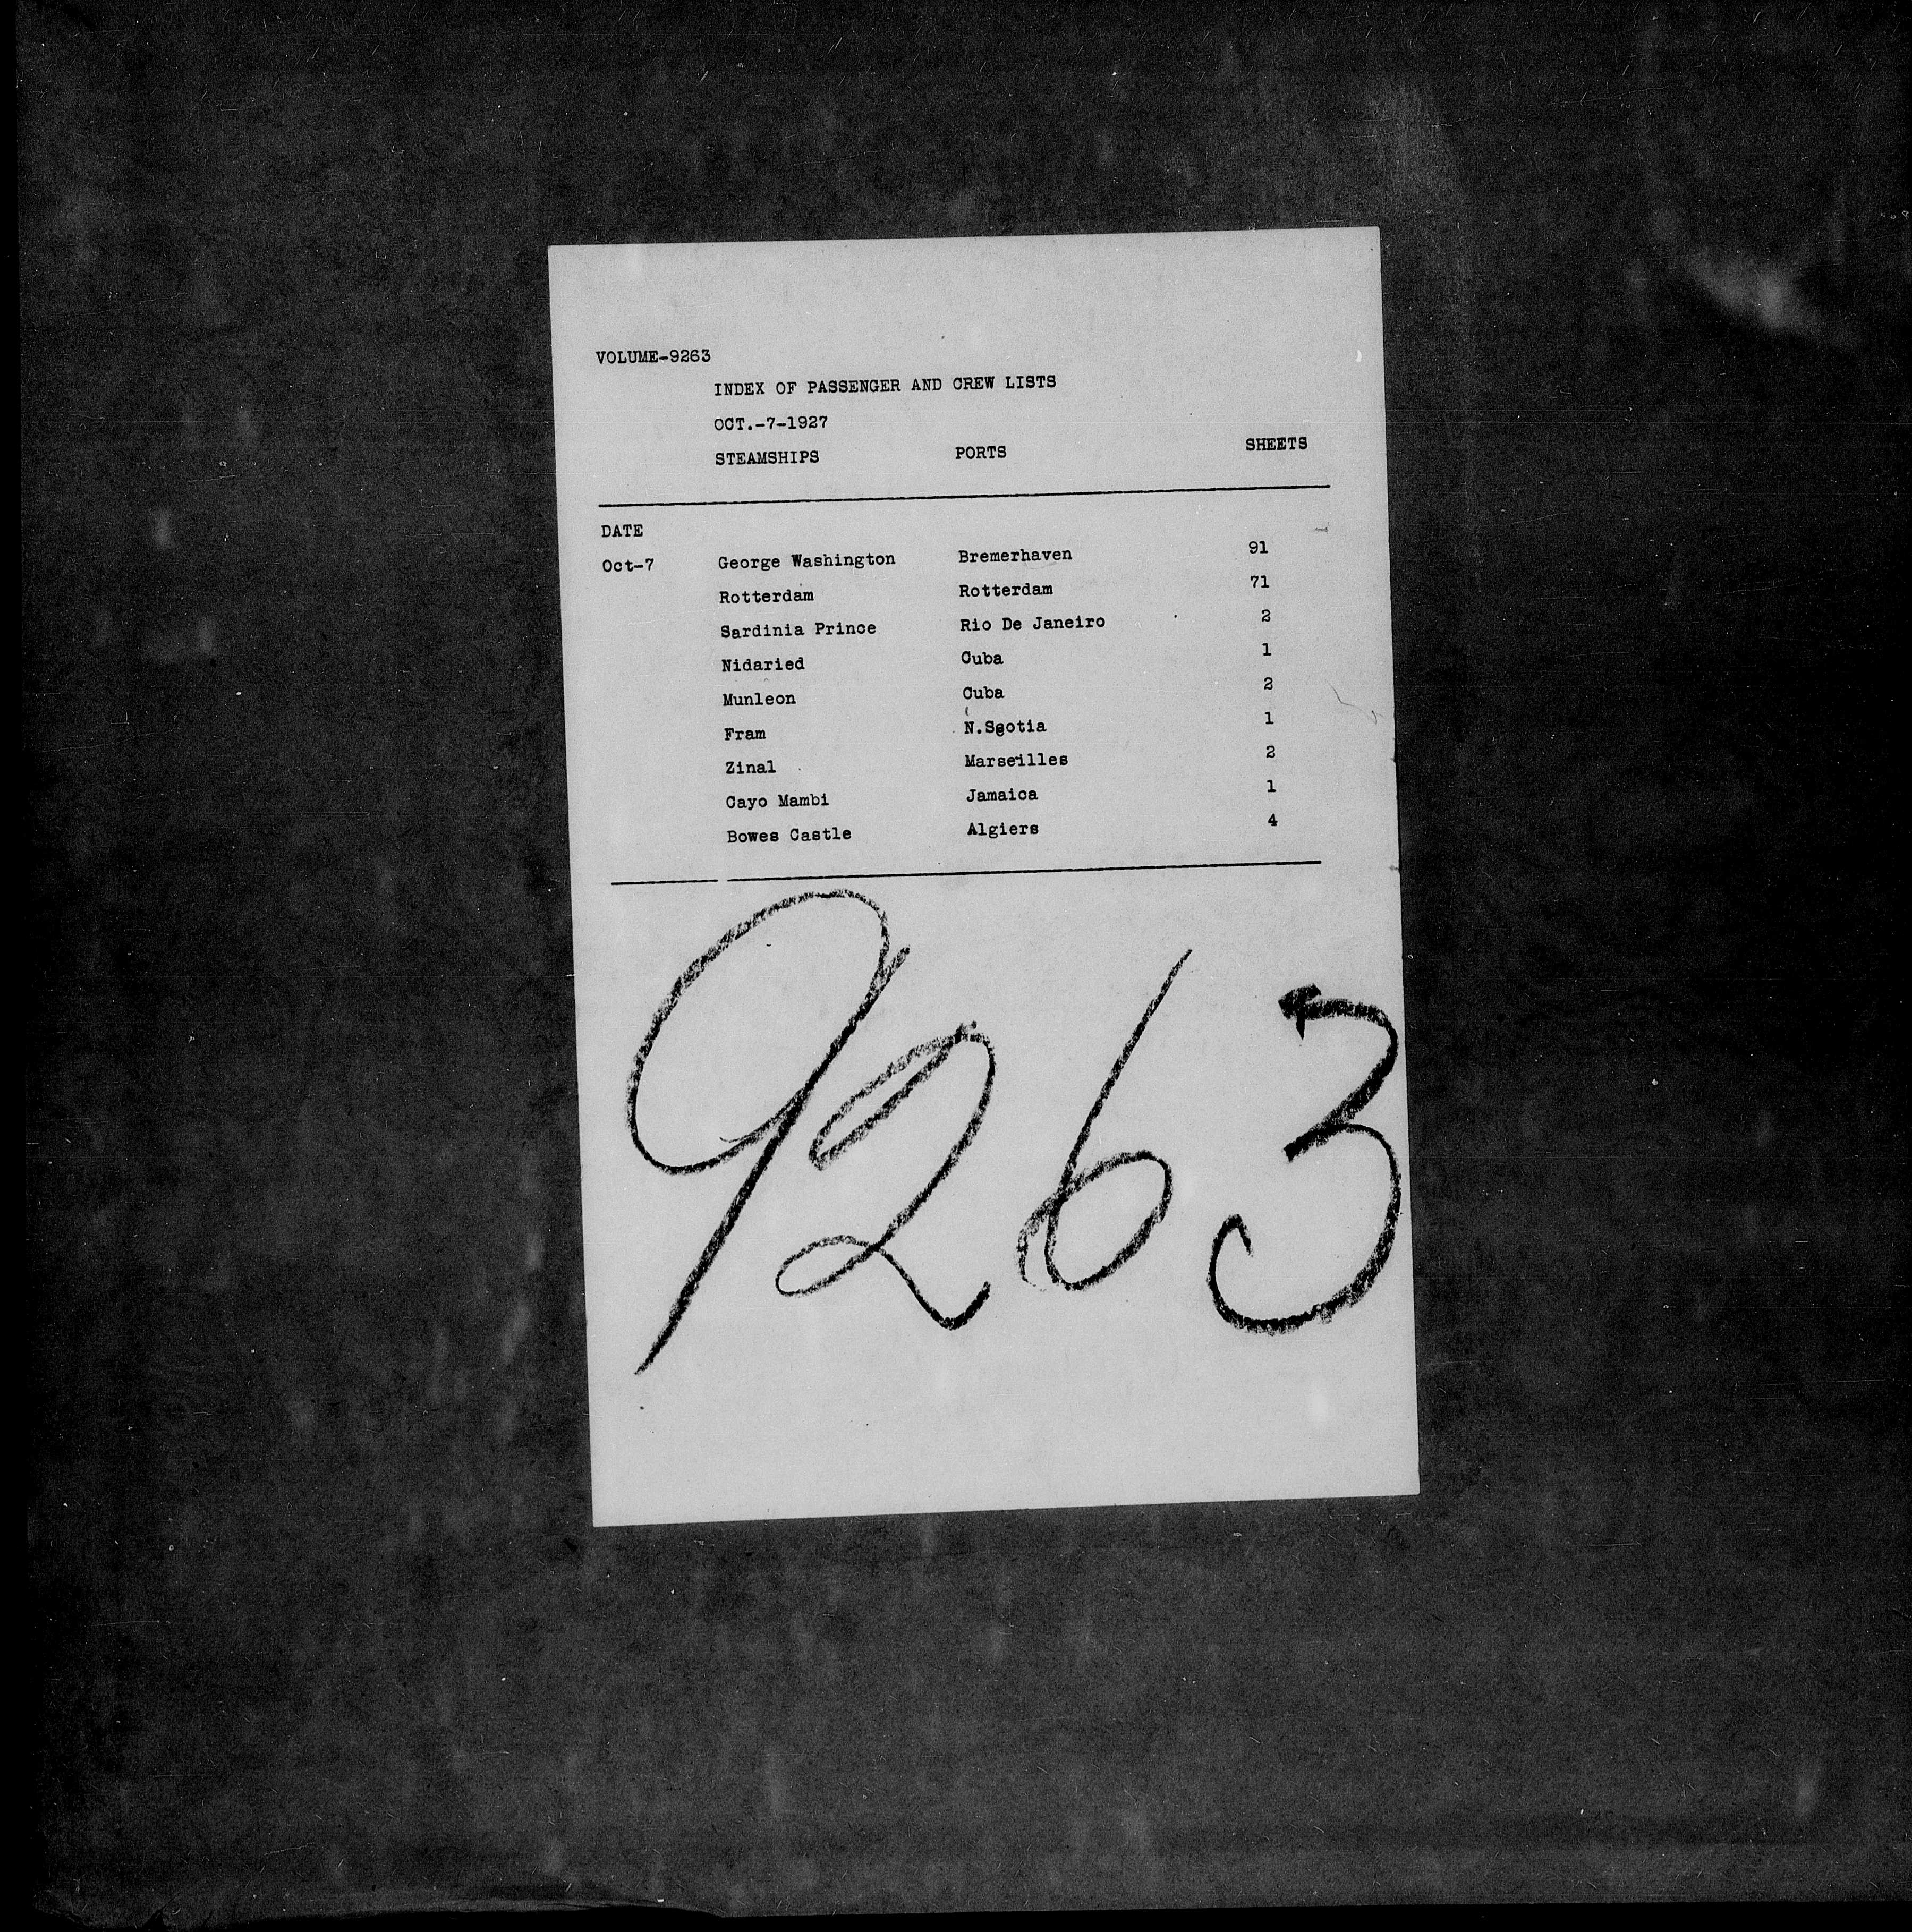 VOLUME-9263
INDEX OF PASSENGER AND CREW LISTS
OCT.-7-1927
STEAMSHIPS PORTS SHEETS
DATE
Oct-7 George Washington Bremerhaven 91
Rotterdam Rotterdam 71
Sardinia Prince Rio De Janeiro 2
Nidaried Cuba 1
Munleon Cuba 2
Fram N.Scotia 1
Zinal Marseilles 2
Cayo Mambi Jamaica 1
Bowes Castle Algiers 4
9263